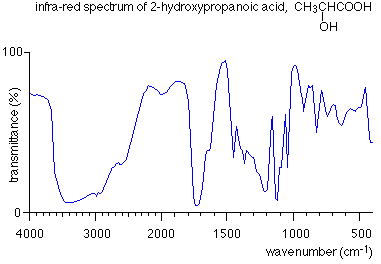 infra-red spectrum of 2-hydroxypropanoic acid, CH₃CHCOOH
OH
100
transmittance (%)
0
4000 3000 2000 1500 1000 500
wavenumber (cm⁻¹)